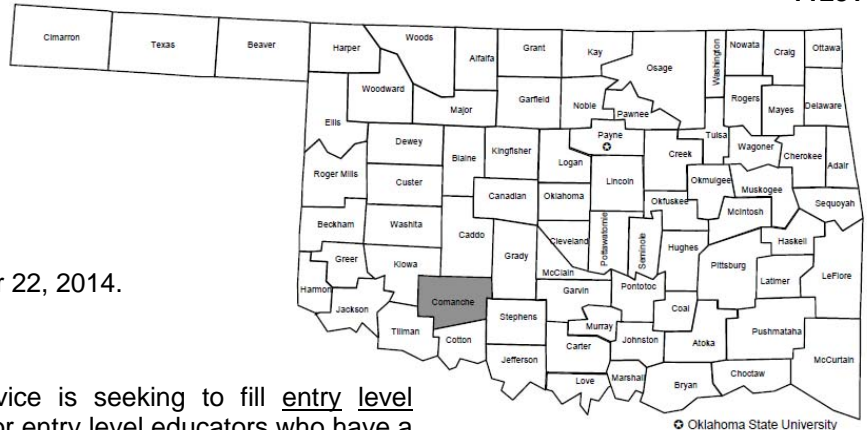 Cimarron Texas Beaver Harper Woods Alfalfa Grant Kay Osage Washington Nowata Craig Ottawa
Ellis Woodward Major Garfield Noble Pawnee Rogers Mayes Delaware
Dewey Blaine Kingfisher Logan Payne Creek Tulsa Wagoner Cherokee Adair
Roger Mills Custer Canadian Oklahoma Lincoln Okfuskee Okmulgee Muskogee McIntosh Sequoyah
Beckham Washita Caddo Grady Cleveland Pottawatomie Seminole Hughes Pittsburg Haskell
Greer Kiowa McClain Latimer LeFlore
r 22, 2014.
Harmon Jackson Comanche Stephens Garvin Pontotoc Coal Pushmataha
Tillman Cotton Murray Johnston Atoka McCurtain
Jefferson Carter Love Marshall Bryan Choctaw
vice is seeking to fill entry level
or entry level educators who have a
Oklahoma State University